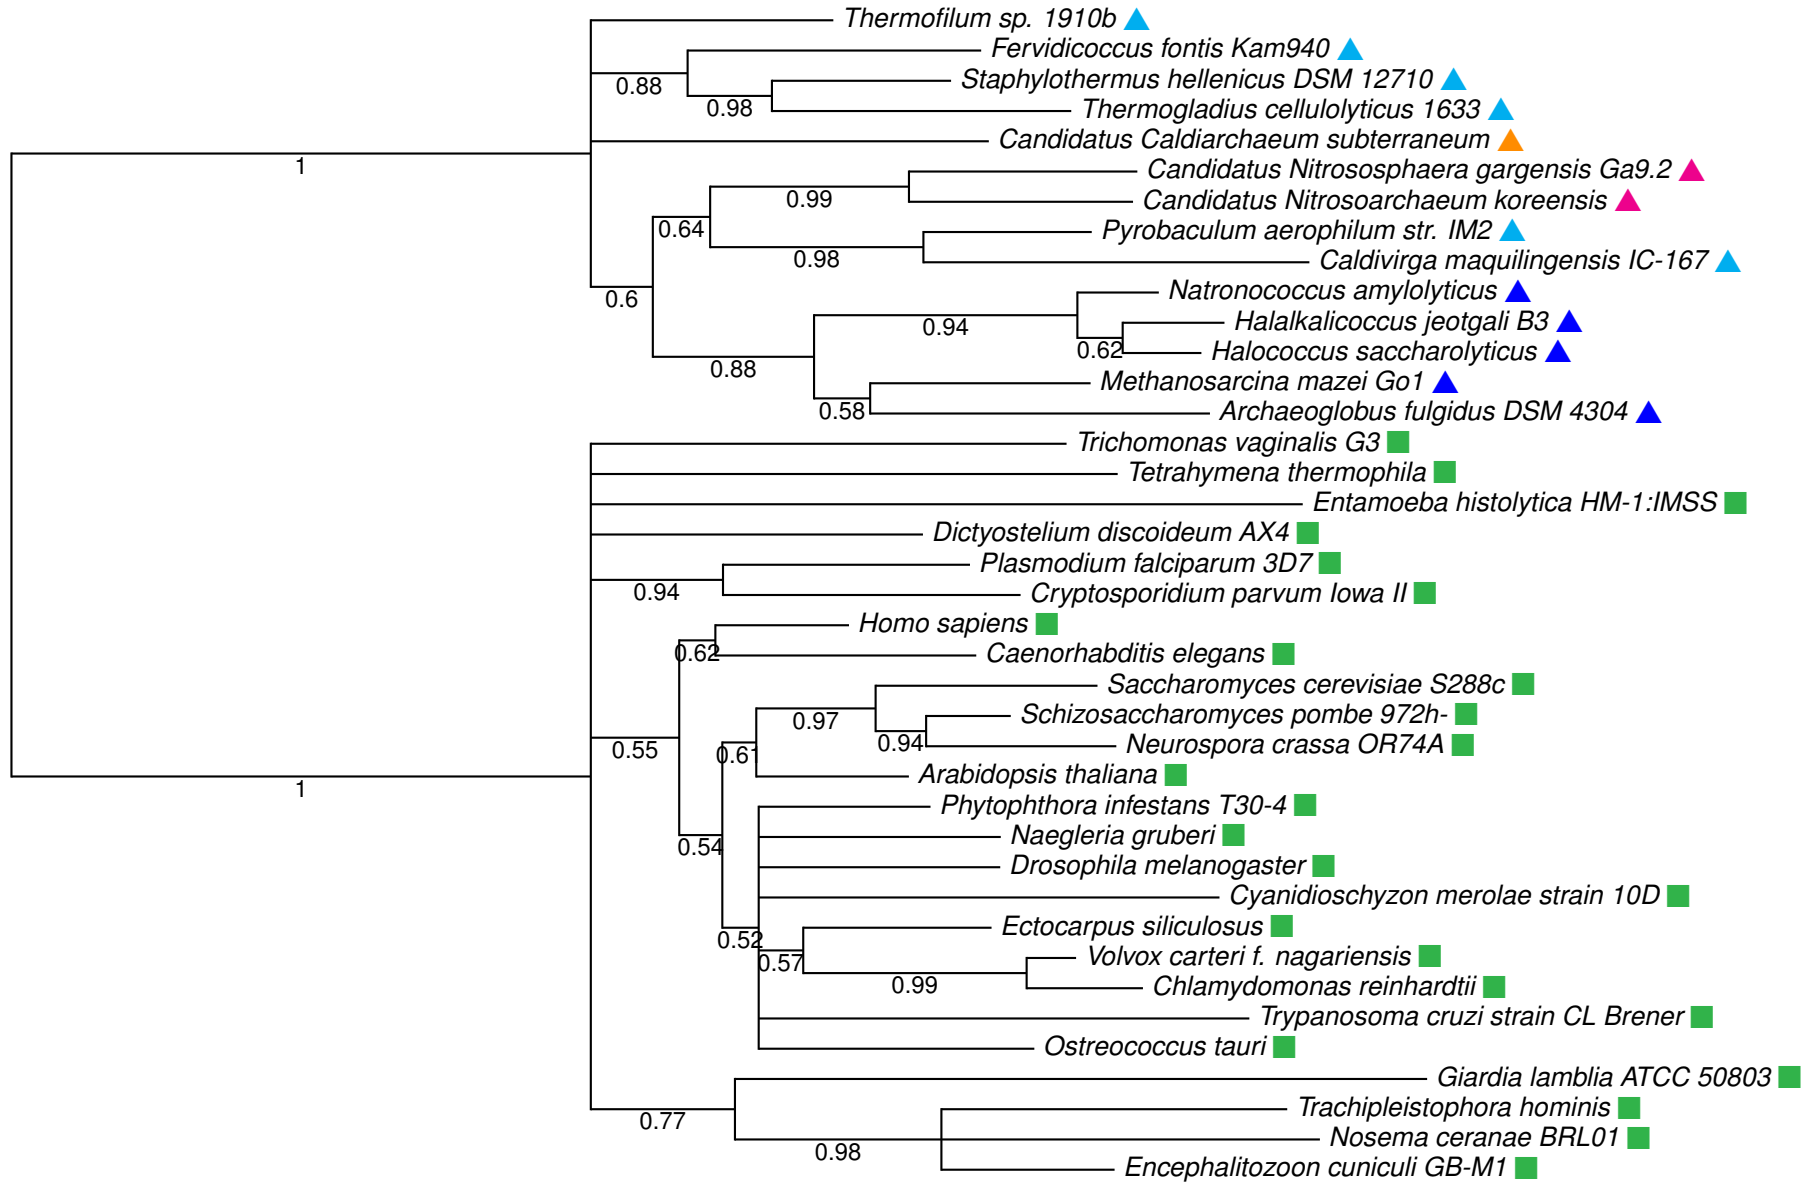 Thermofilum sp. 1910b
Fervidicoccus fontis Kam940
0.88
Staphylothermus hellenicus DSM 12710
0.98
Thermogladius cellulolyticus 1633
Candidatus Caldiarchaeum subterraneum
1
Candidatus Nitrososphaera gargensis Ga9.2
0.99
Candidatus Nitrosoarchaeum koreensis
0.64
Pyrobaculum aerophilum str. IM2
0.98
Caldivirga maquilingensis IC-167
0.6
Natronococcus amylolyticus
0.94
Halalkalicoccus jeotgali B3
0.62
Halococcus saccharolyticus
0.88
Methanosarcina mazei Go1
0.58
Archaeoglobus fulgidus DSM 4304
Trichomonas vaginalis G3
Tetrahymena thermophila
Entamoeba histolytica HM-1:IMSS
Dictyostelium discoideum AX4
Plasmodium falciparum 3D7
0.94
Cryptosporidium parvum Iowa II
Homo sapiens
0.62
Caenorhabditis elegans
Saccharomyces cerevisiae S288c
0.97
Schizosaccharomyces pombe 972h-
0.94
Neurospora crassa OR74A
0.55
0.61
Arabidopsis thaliana
1
Phytophthora infestans T30-4
Naegleria gruberi
0.54
Drosophila melanogaster
Cyanidioschyzon merolae strain 10D
Ectocarpus siliculosus
0.52
Volvox carteri f. nagariensis
0.57
0.99
Chlamydomonas reinhardtii
Trypanosoma cruzi strain CL Brener
Ostreococcus tauri
Giardia lamblia ATCC 50803
Trachipleistophora hominis
0.77
Nosema ceranae BRL01
0.98
Encephalitozoon cuniculi GB-M1